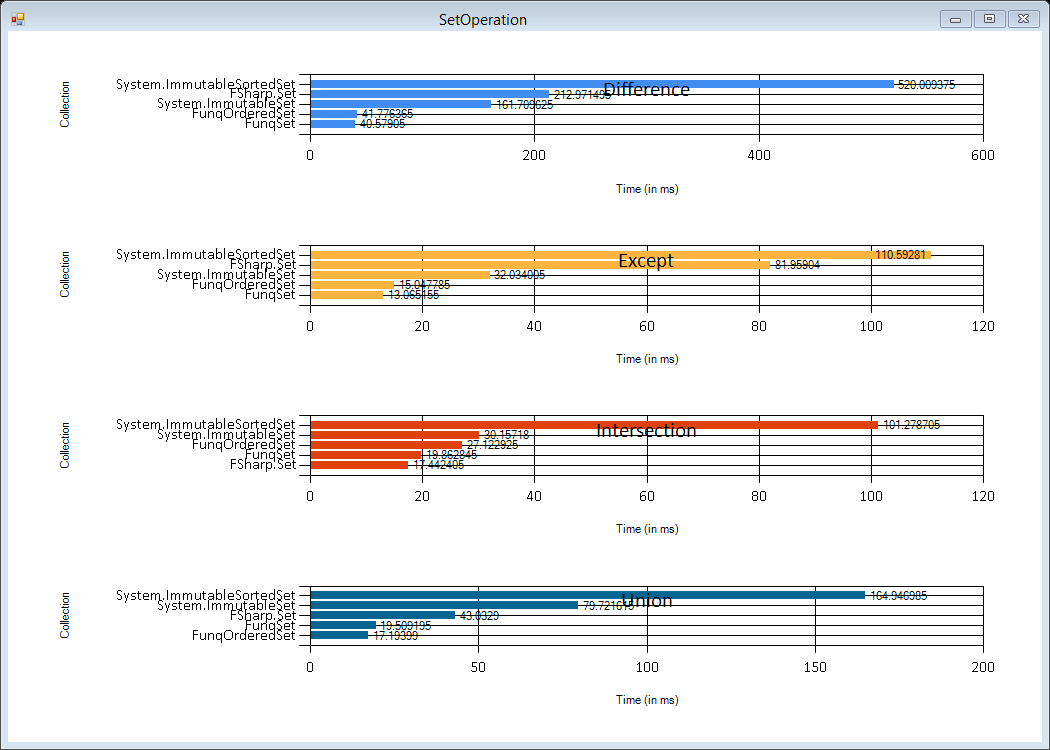 SetOperation
Difference
Collection
System.ImmutableSortedSet 520.009375
FSharp.Set 212.971495
System.ImmutableSet 161.709625
FunqOrderedSet 41.776365
FunqSet 40.57905
0 200 400 600
Time (in ms)
Except
Collection
System.ImmutableSortedSet 110.59281
FSharp.Set 81.95904
System.ImmutableSet 32.034005
FunqOrderedSet 15.047785
FunqSet 13.065155
0 20 40 60 80 100 120
Time (in ms)
Intersection
Collection
System.ImmutableSortedSet 101.278705
System.ImmutableSet 30.15718
FunqOrderedSet 27.122925
FunqSet 19.862845
FSharp.Set 17.442405
0 20 40 60 80 100 120
Time (in ms)
Union
Collection
System.ImmutableSortedSet 164.946985
System.ImmutableSet
FSharp.Set 43.0329
FunqSet 19.509195
FunqOrderedSet 17.19399
0 50 100 150 200
Time (in ms)